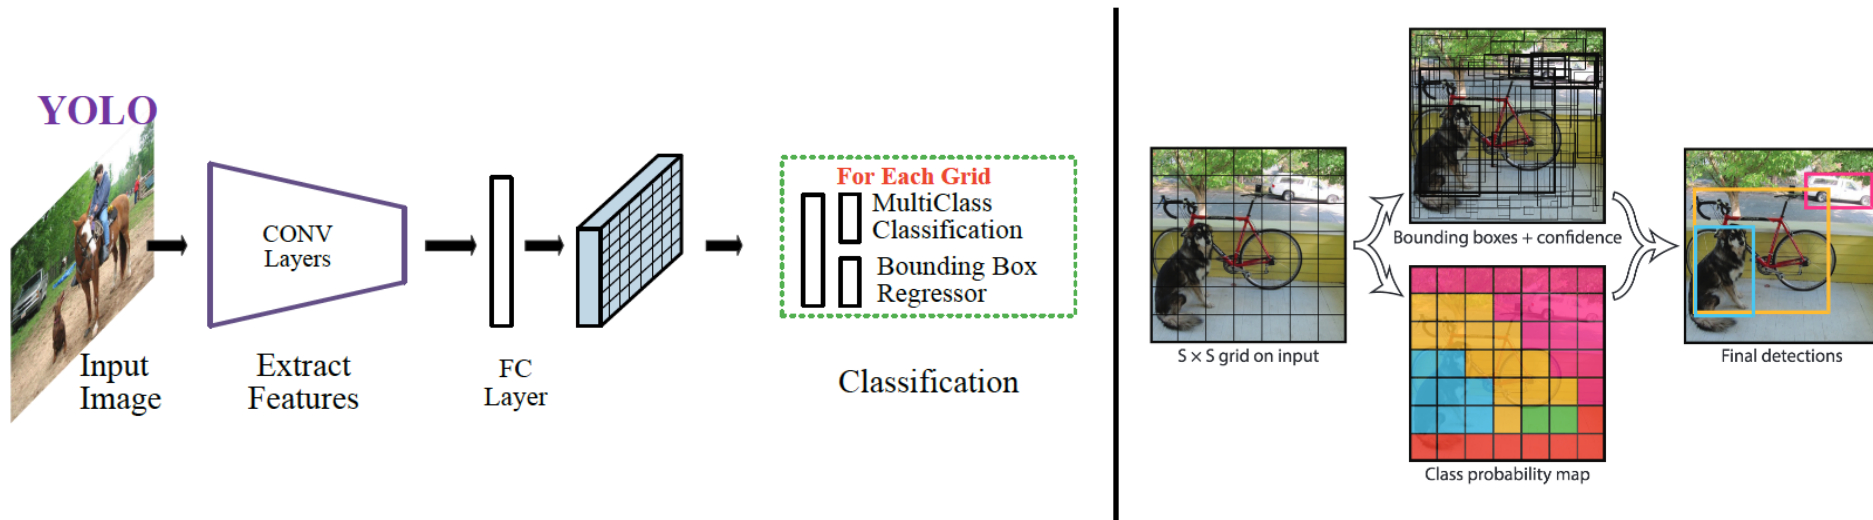 YOLO
Input
Image
CONV
Layers
Extract
Features
FC
Layer
For Each Grid
MultiClass
Classification
Bounding Box
Regressor
Classification
S × S grid on input
Bounding boxes + confidence
Class probability map
Final detections